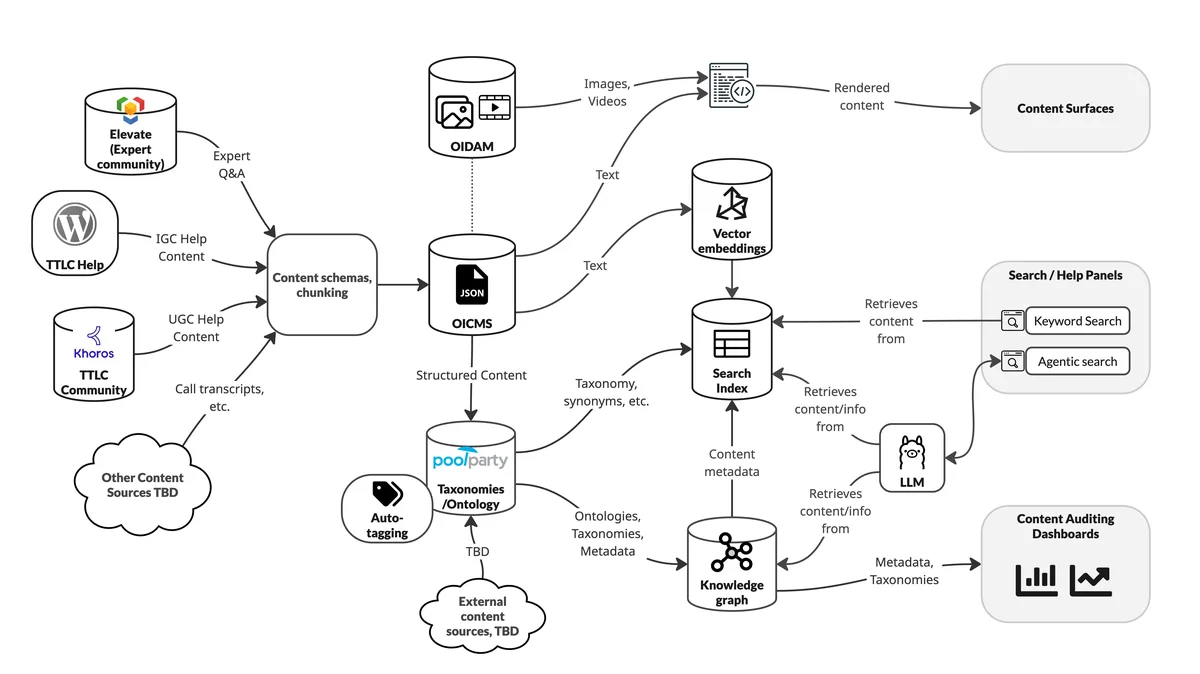 Elevate
(Expert
community)
Expert
Q&A
TTLC Help
IGC Help
Content
Khoros
TTLC
Community
UGC Help
Content
Call transcripts,
etc.
Other Content
Sources TBD
Content schemas,
chunking
OIDAM
JSON
OICMS
Structured Content
poolparty
Taxonomies
/Ontology
Auto-
tagging
TBD
External
content
sources, TBD
Images,
Videos
Text
Text
Rendered
content
Content Surfaces
Vector
embeddings
Search
Index
Taxonomy,
synonyms, etc.
Content
metadata
Ontologies,
Taxonomies,
Metadata
Knowledge
graph
Retrieves
content
from
Search / Help Panels
Keyword Search
Agentic search
Retrieves
content/info
from
LLM
Retrieves
content/info
from
Metadata,
Taxonomies
Content Auditing
Dashboards